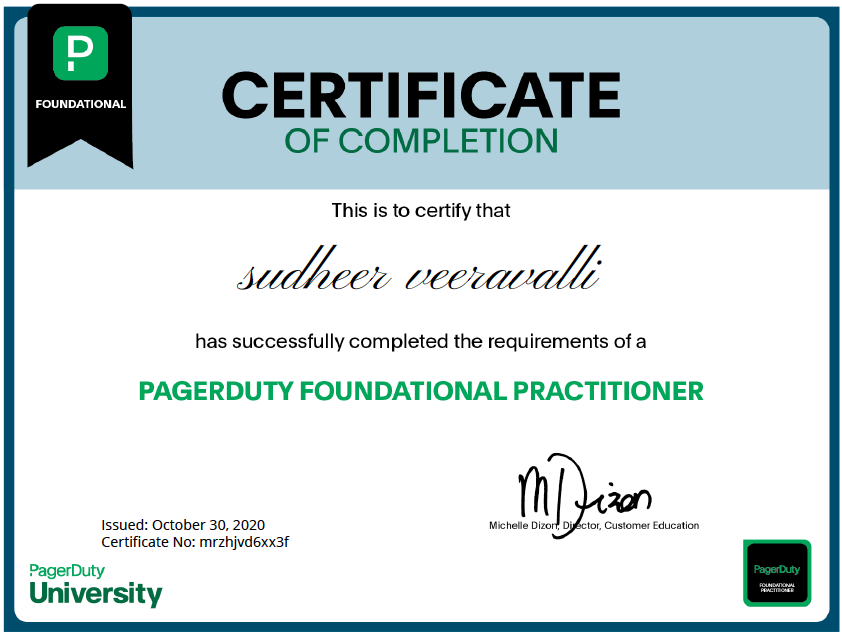 P
FOUNDATIONAL
CERTIFICATE
OF COMPLETION
This is to certify that
sudheer veeravalli
has successfully completed the requirements of a
PAGERDUTY FOUNDATIONAL PRACTITIONER
MDizon
Michelle Dizon, Director, Customer Education
Issued: October 30, 2020
Certificate No: mrzhjvd6xx3f
PagerDuty
University
PagerDuty
FOUNDATIONAL
PRACTITIONER